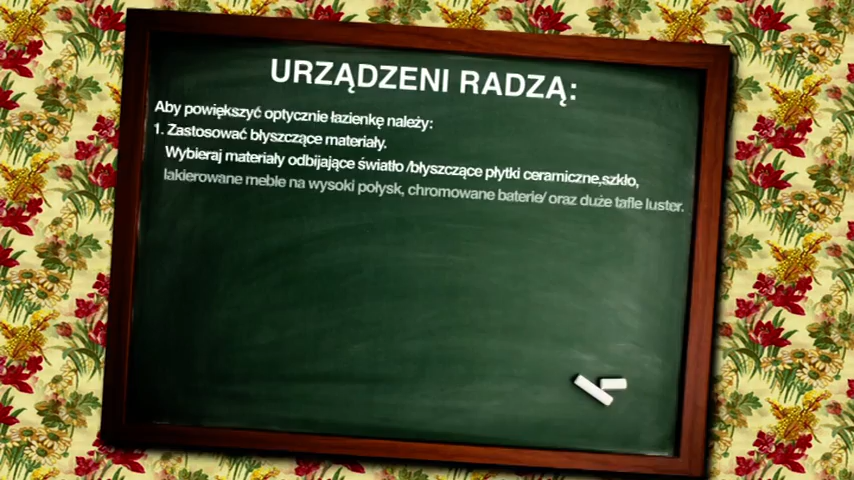 URZĄDZENI RADZĄ:
Aby powiększyć optycznie łazienkę należy:
1. Zastosować błyszczące materiały.
Wybieraj materiały odbijające światło /błyszczące płytki ceramiczne,szkło,
lakierowane meble na wysoki połysk, chromowane baterie/ oraz duże tafle luster.